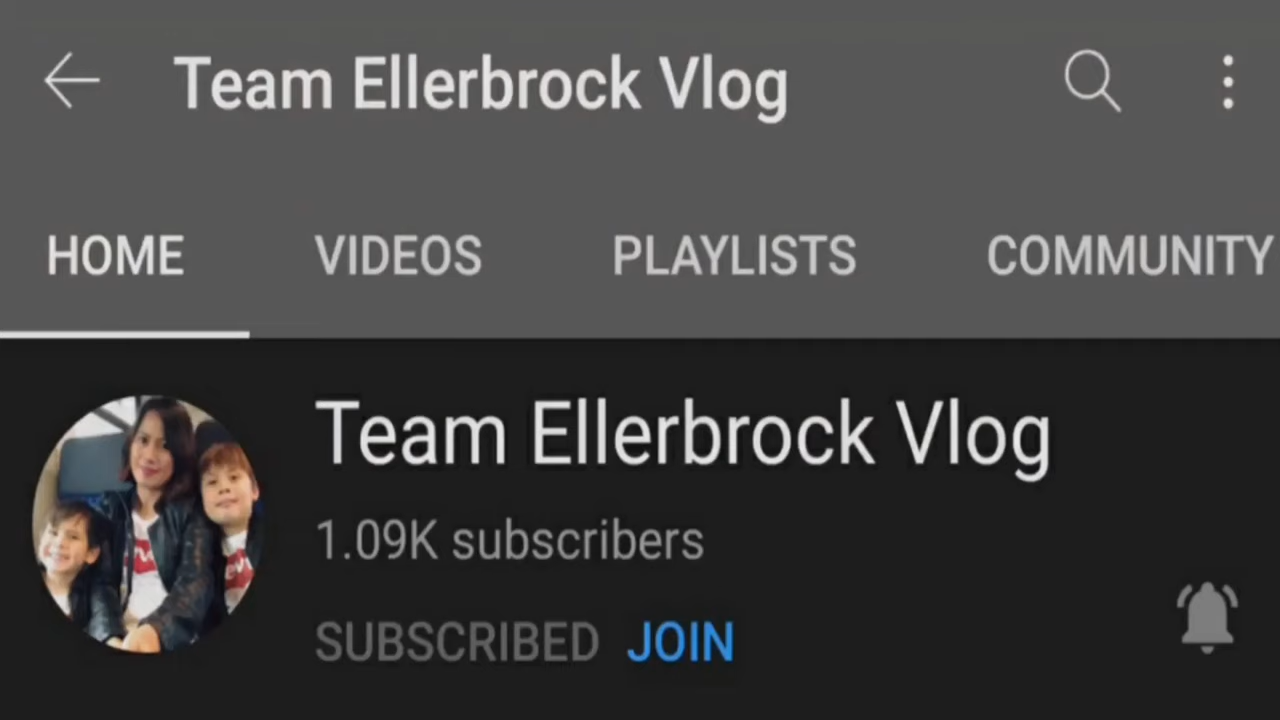 Team Ellerbrock Vlog
HOME VIDEOS PLAYLISTS COMMUNITY
Team Ellerbrock Vlog
1.09K subscribers
SUBSCRIBED JOIN